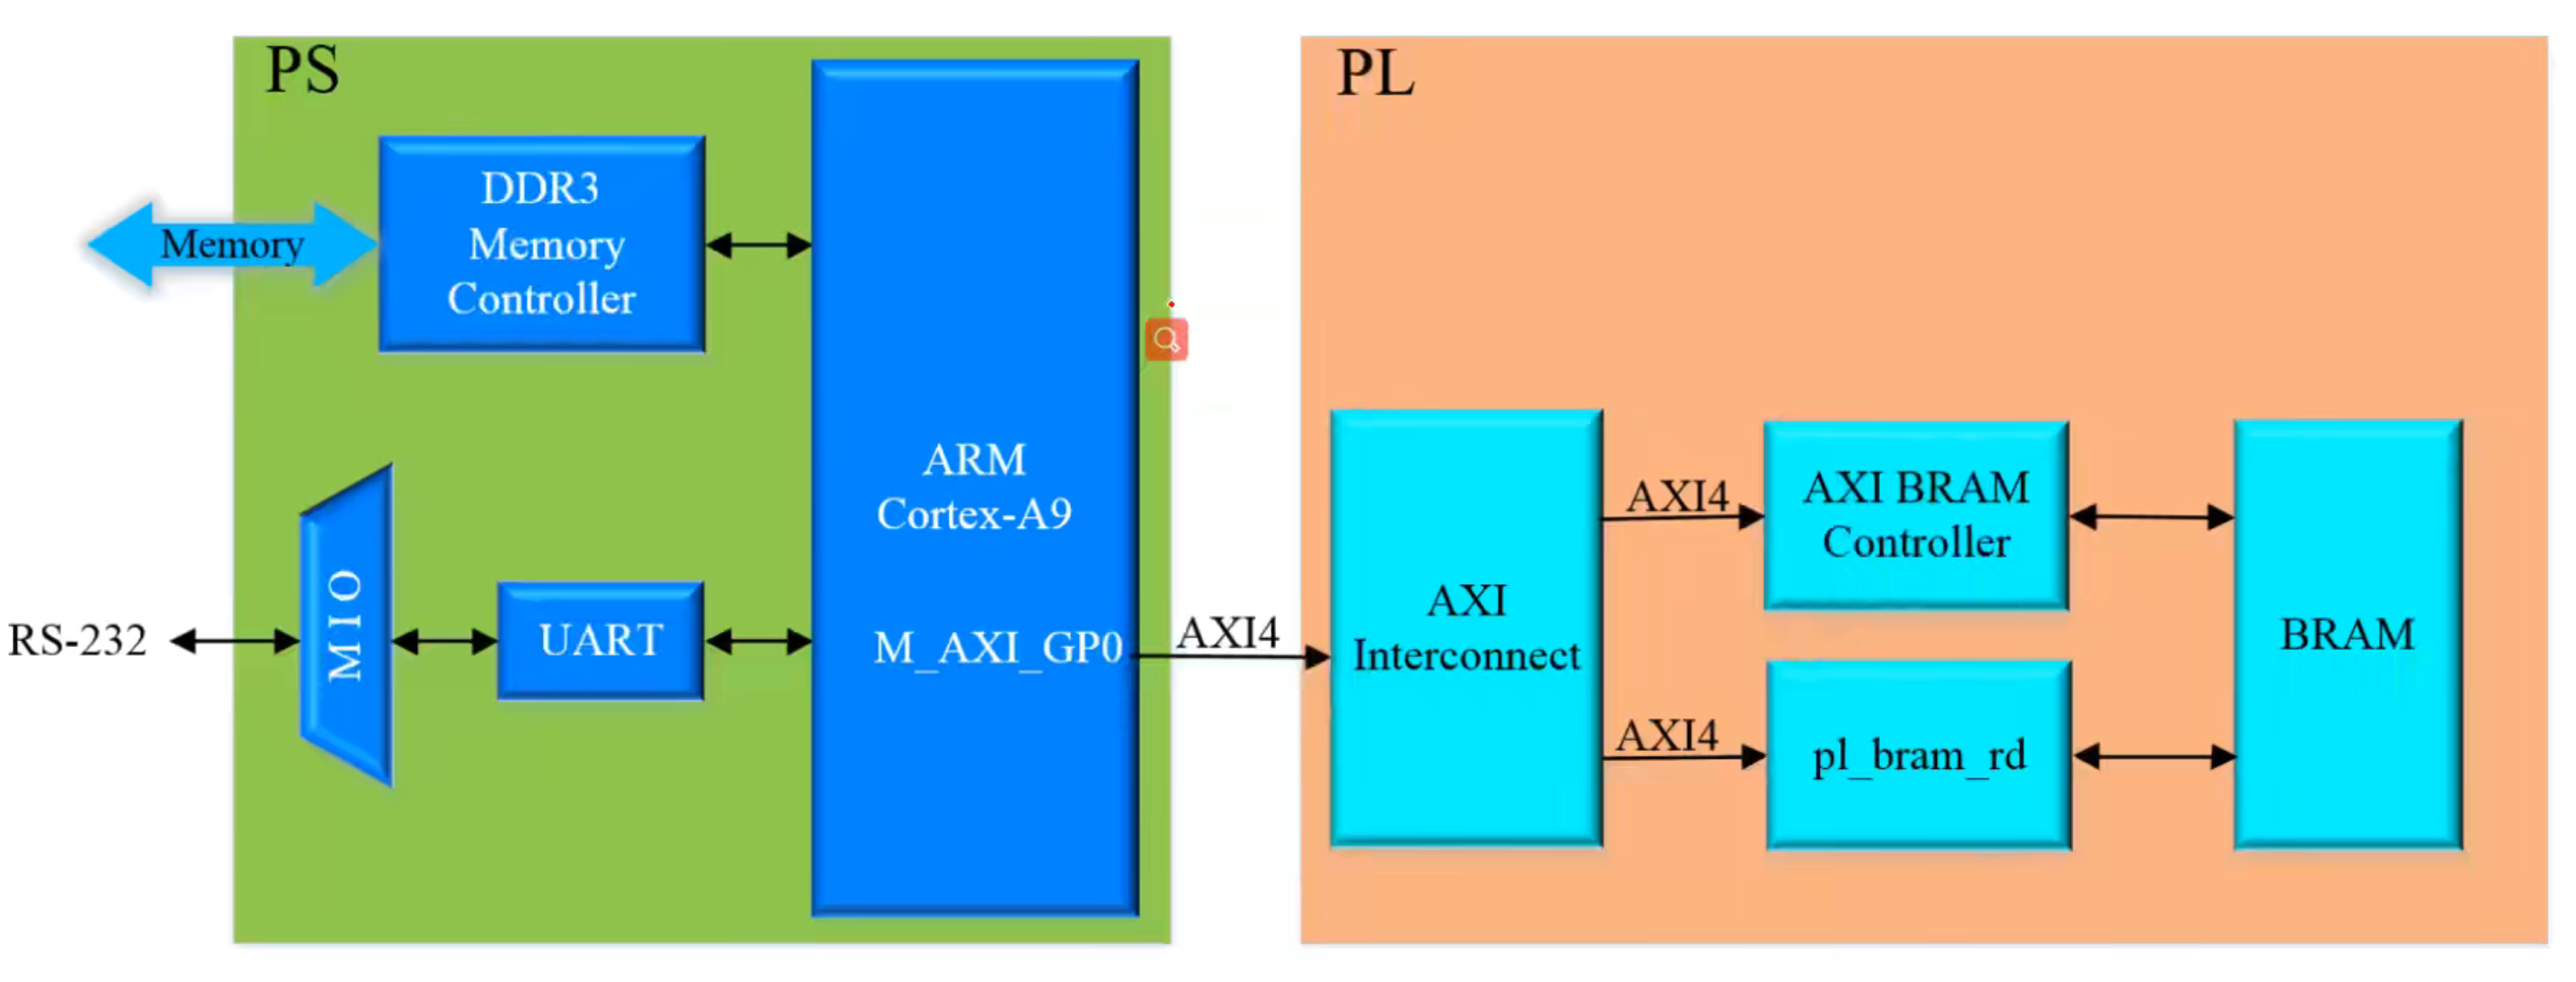 PS
DDR3
Memory
Controller
Memory
ARM
Cortex-A9
MIO
RS-232
UART
M_AXI_GP0
AXI4
PL
AXI
Interconnect
AXI4
AXI BRAM
Controller
AXI4
pl_bram_rd
BRAM